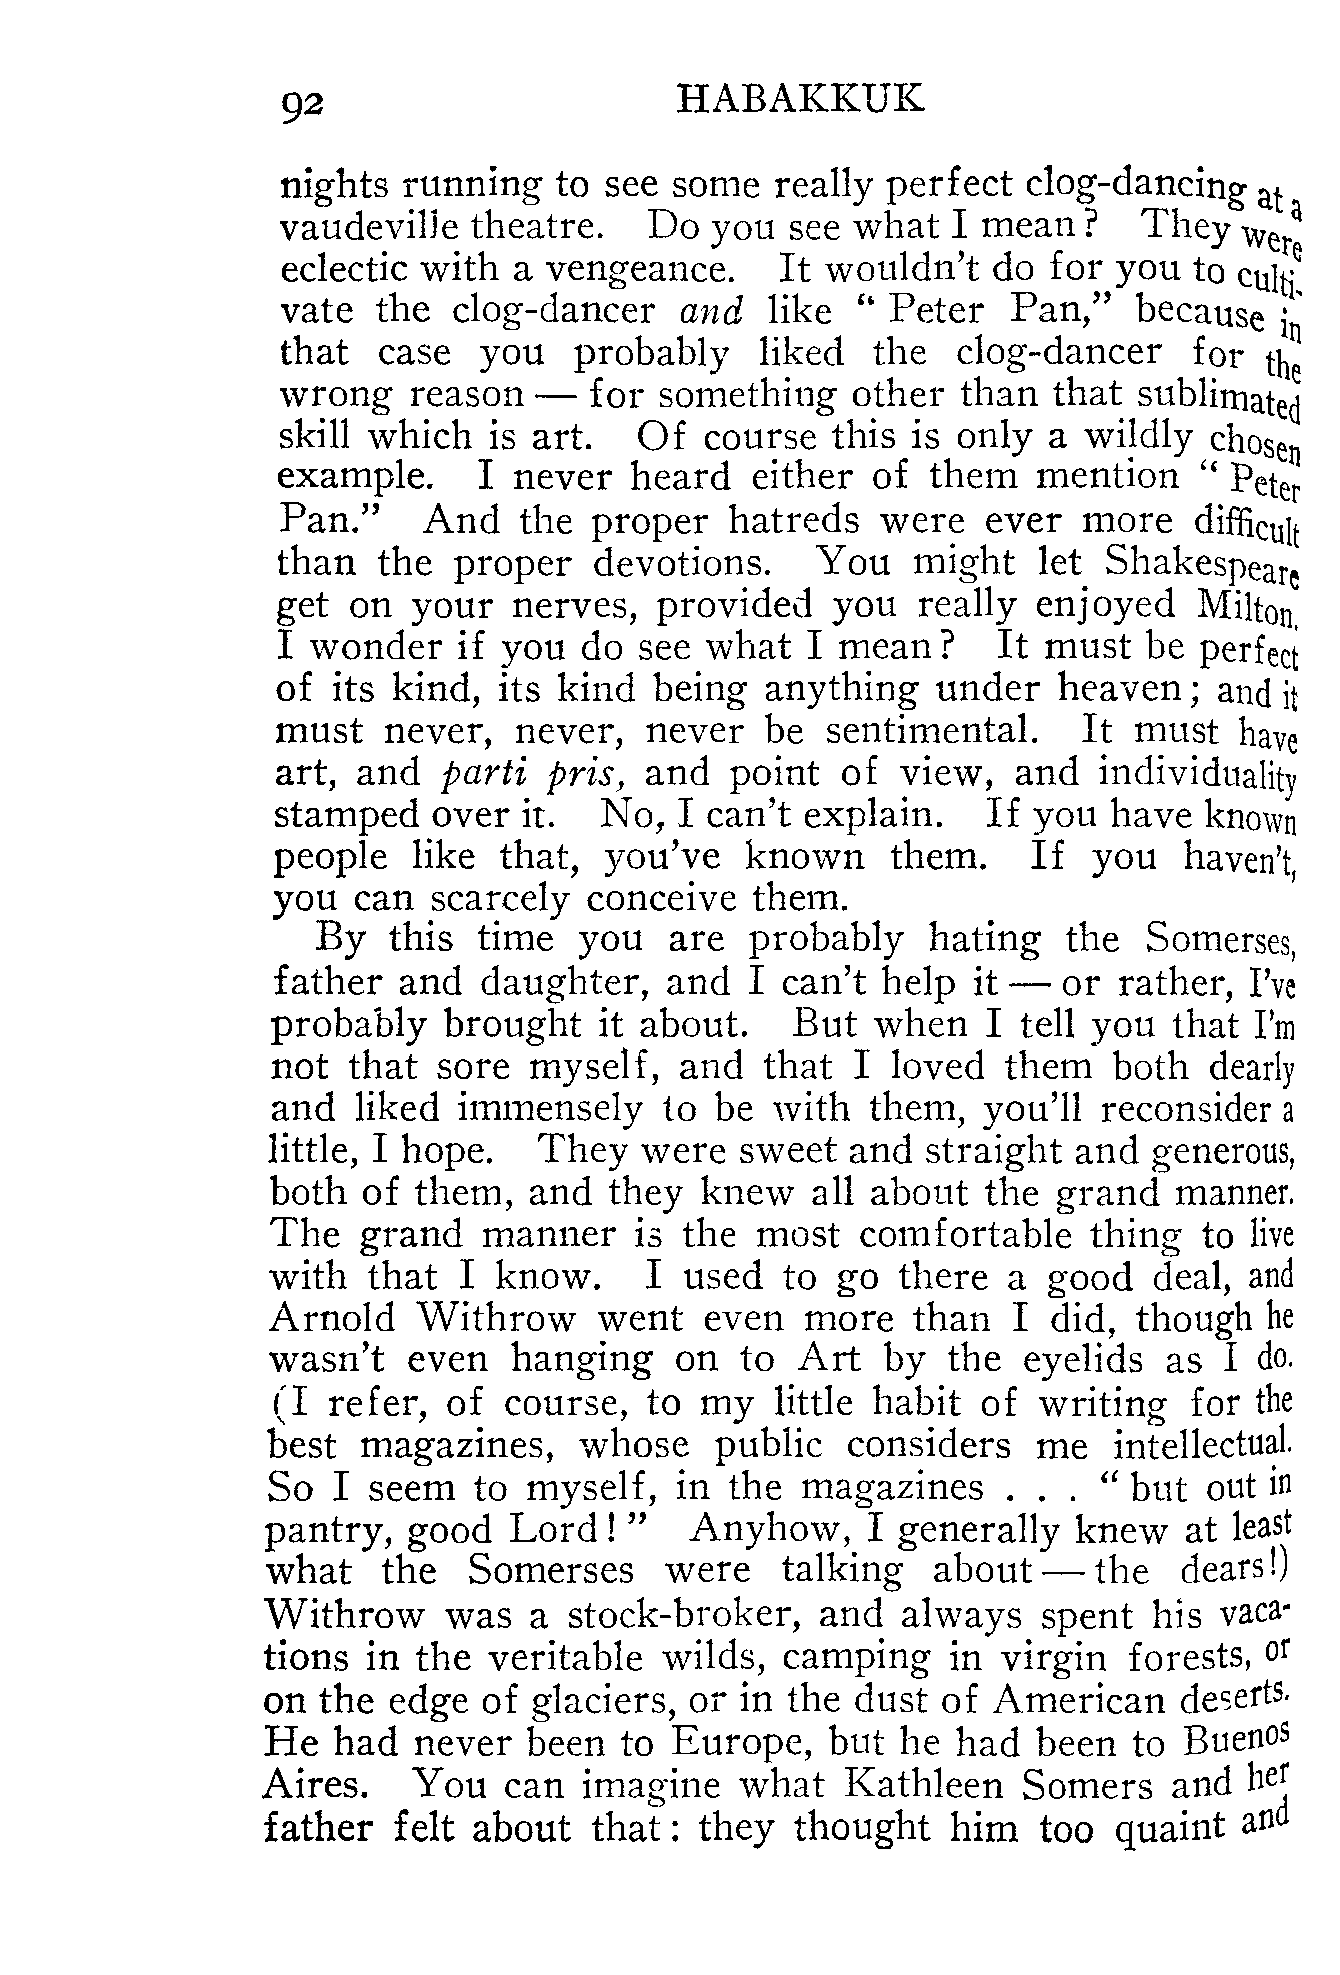 92 HABAKKUK
nights running to see some really perfect clog-dancing at a
vaudeville theatre. Do you see what I mean? They were
eclectic with a vengeance. It wouldn't do for you to culti-
vate the clog-dancer and like "Peter Pan," because in
that case you probably liked the clog-dancer for the
wrong reason — for something other than that sublimated
skill which is art. Of course this is only a wildly chosen
example. I never heard either of them mention "Peter
Pan." And the proper hatreds were ever more difficult
than the proper devotions. You might let Shakespeare
get on your nerves, provided you really enjoyed Milton.
I wonder if you do see what I mean? It must be perfect
of its kind, its kind being anything under heaven; and it
must never, never, never be sentimental. It must have
art, and parti pris, and point of view, and individuality
stamped over it. No, I can't explain. If you have known
people like that, you've known them. If you haven't,
you can scarcely conceive them.
By this time you are probably hating the Somerses,
father and daughter, and I can't help it — or rather, I've
probably brought it about. But when I tell you that I'm
not that sore myself, and that I loved them both dearly
and liked immensely to be with them, you'll reconsider a
little, I hope. They were sweet and straight and generous,
both of them, and they knew all about the grand manner.
The grand manner is the most comfortable thing to live
with that I know. I used to go there a good deal, and
Arnold Withrow went even more than I did, though he
wasn't even hanging on to Art by the eyelids as I do.
(I refer, of course, to my little habit of writing for the
best magazines, whose public considers me intellectual.
So I seem to myself, in the magazines . . . "but out in
pantry, good Lord!" Anyhow, I generally knew at least
what the Somerses were talking about — the dears!)
Withrow was a stock-broker, and always spent his vaca-
tions in the veritable wilds, camping in virgin forests, or
on the edge of glaciers, or in the dust of American deserts.
He had never been to Europe, but he had been to Buenos
Aires. You can imagine what Kathleen Somers and her
father felt about that: they thought him too quaint and